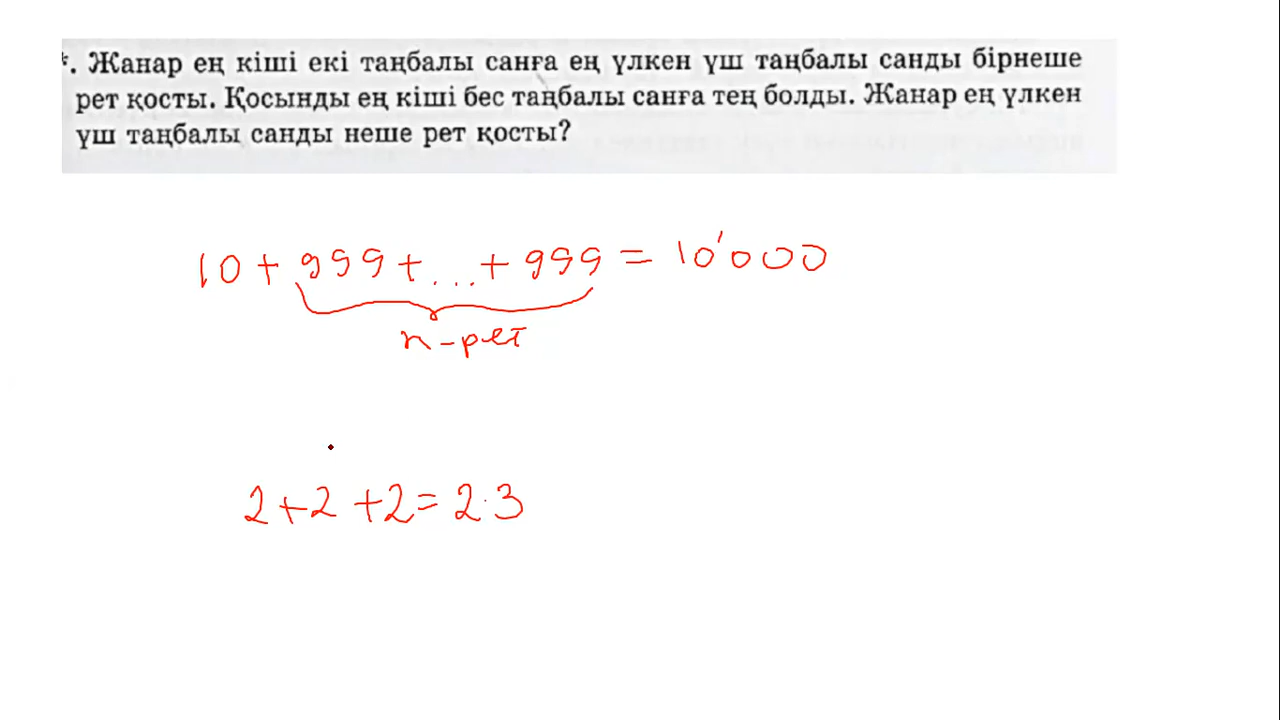 *. Жанар ең кіші екі таңбалы санға ең үлкен үш таңбалы санды бірнеше
рет қосты. Қосынды ең кіші бес таңбалы санға тең болды. Жанар ең үлкен
үш таңбалы санды неше рет қосты?
10 + 999 + ... + 999 = 10'000
n-рет
2+2+2=2·3